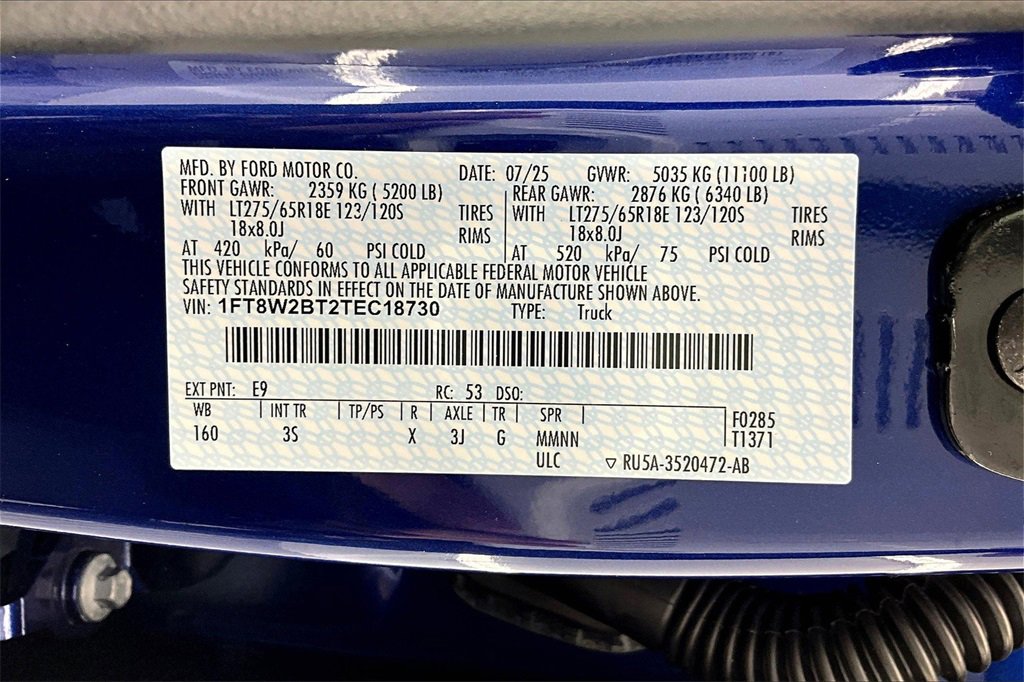 MFD. BY FORD MOTOR CO. DATE: 07/25 GVWR: 5035 KG (11100 LB)
FRONT GAWR: 2359 KG ( 5200 LB) REAR GAWR: 2876 KG ( 6340 LB)
WITH LT275/65R18E 123/120S TIRES WITH LT275/65R18E 123/120S TIRES
18x8.0J RIMS 18x8.0J RIMS
AT 420 kPa/ 60 PSI COLD AT 520 kPa/ 75 PSI COLD
THIS VEHICLE CONFORMS TO ALL APPLICABLE FEDERAL MOTOR VEHICLE
SAFETY STANDARDS IN EFFECT ON THE DATE OF MANUFACTURE SHOWN ABOVE.
VIN: 1FT8W2BT2TEC18730 TYPE: Truck
EXT PNT: E9 RC: 53 DSO:
WB INT TR TP/PS R AXLE TR SPR F0285
160 3S X 3J G MMNN T1371
ULC ▽ RU5A-3520472-AB